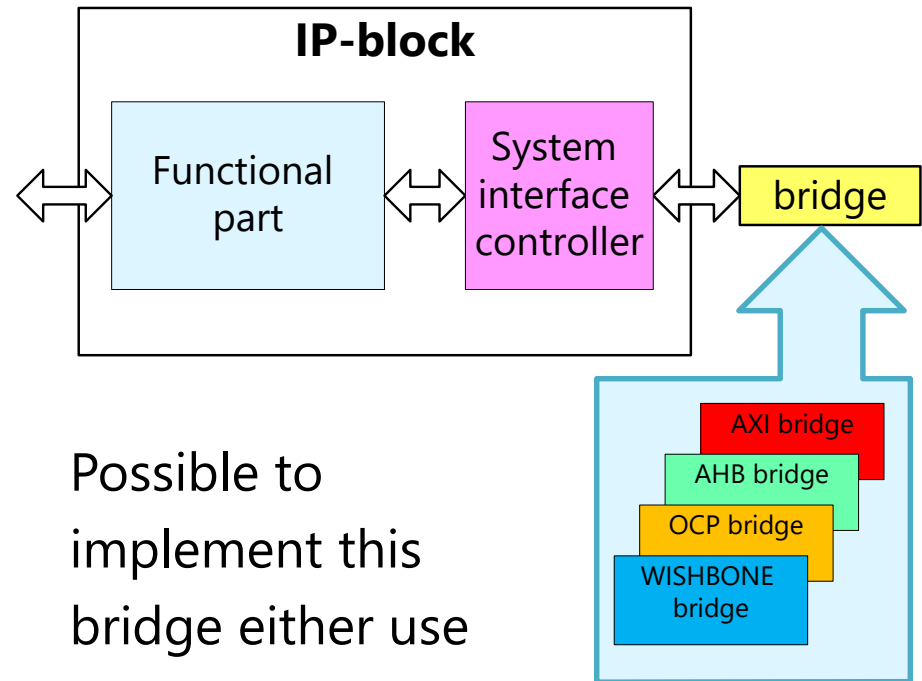 IP-block
Functional
part
System
interface
controller
bridge
AXI bridge
AHB bridge
OCP bridge
WISHBONE
bridge
Possible to
implement this
bridge either use